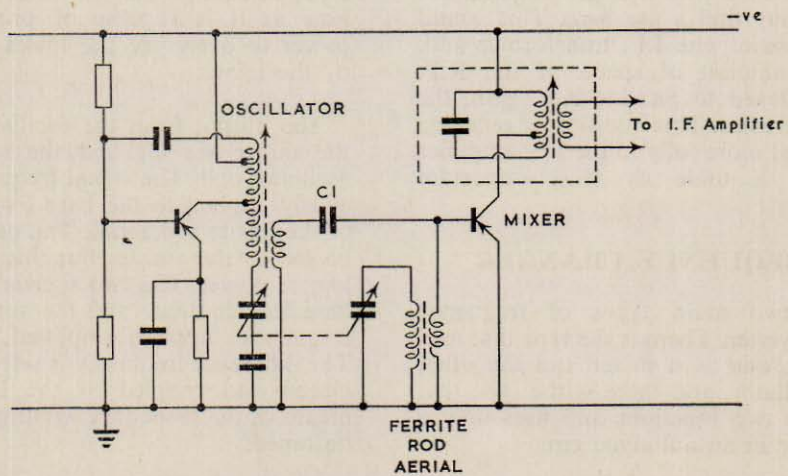 –ve
OSCILLATOR
To I.F. Amplifier
C1
MIXER
FERRITE
ROD
AERIAL